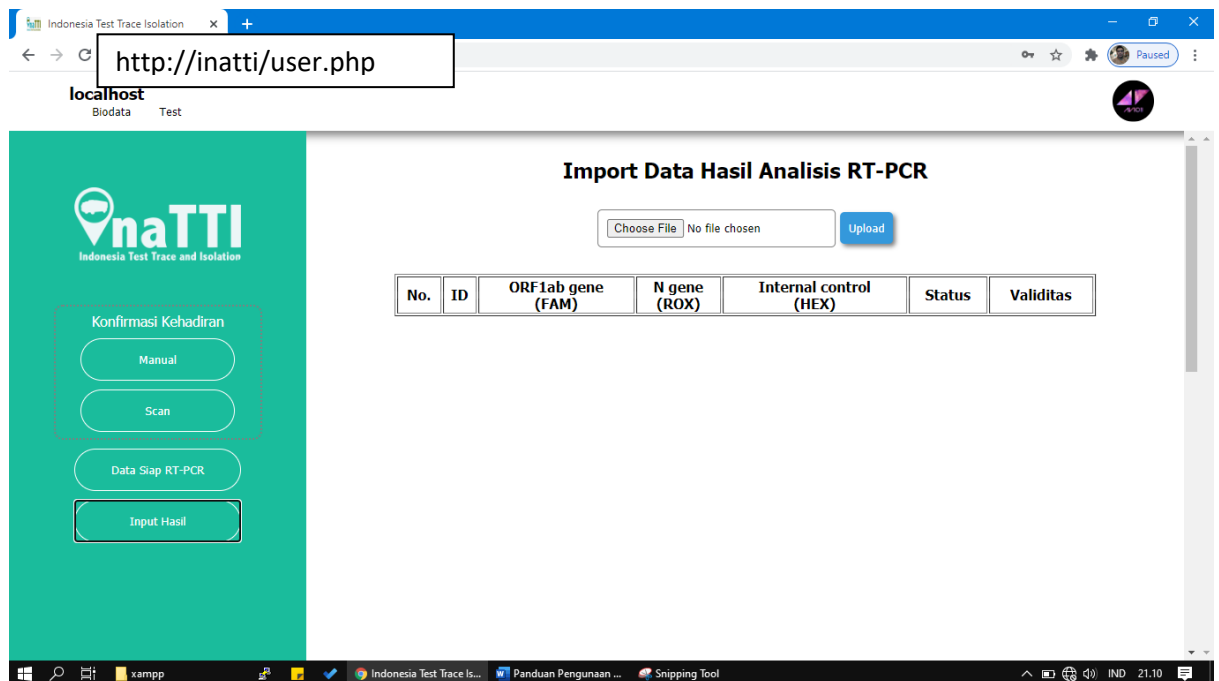 Indonesia Test Trace Isolation
http://inatti/user.php
Paused
localhost
Biodata Test
AVICII
inaTTI
Indonesia Test Trace and Isolation
Konfirmasi Kehadiran
Manual
Scan
Data Siap RT-PCR
Input Hasil
Import Data Hasil Analisis RT-PCR
Choose File No file chosen
Upload
No. ID ORF1ab gene (FAM) N gene (ROX) Internal control (HEX) Status Validitas
xampp
Indonesia Test Trace Is...
Panduan Pengunaan ...
Snipping Tool
IND 21.10